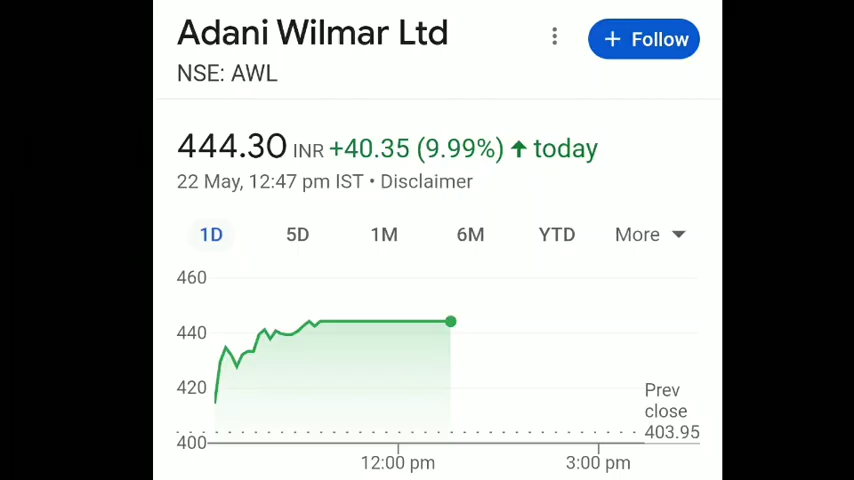 Adani Wilmar Ltd
+ Follow
NSE: AWL
444.30 INR +40.35 (9.99%) ↑ today
22 May, 12:47 pm IST • Disclaimer
1D 5D 1M 6M YTD More
460
440
420
400
Prev
close
403.95
12:00 pm 3:00 pm